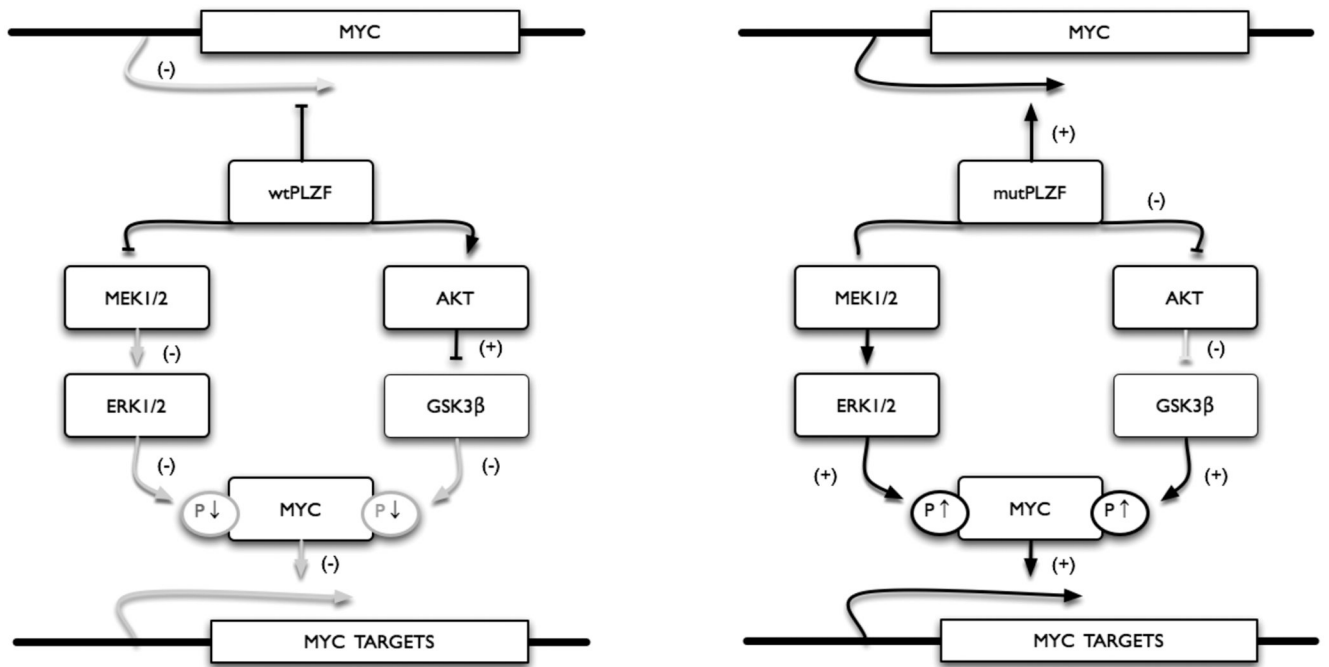 MYC
(-)
wtPLZF
MEK1/2
AKT
(-)
(+)
ERK1/2
GSK3β
(-)
(-)
P↓
MYC
P↓
(-)
MYC TARGETS
MYC
(+)
mutPLZF
(-)
MEK1/2
AKT
(-)
ERK1/2
GSK3β
(+)
(+)
P↑
MYC
P↑
(+)
MYC TARGETS